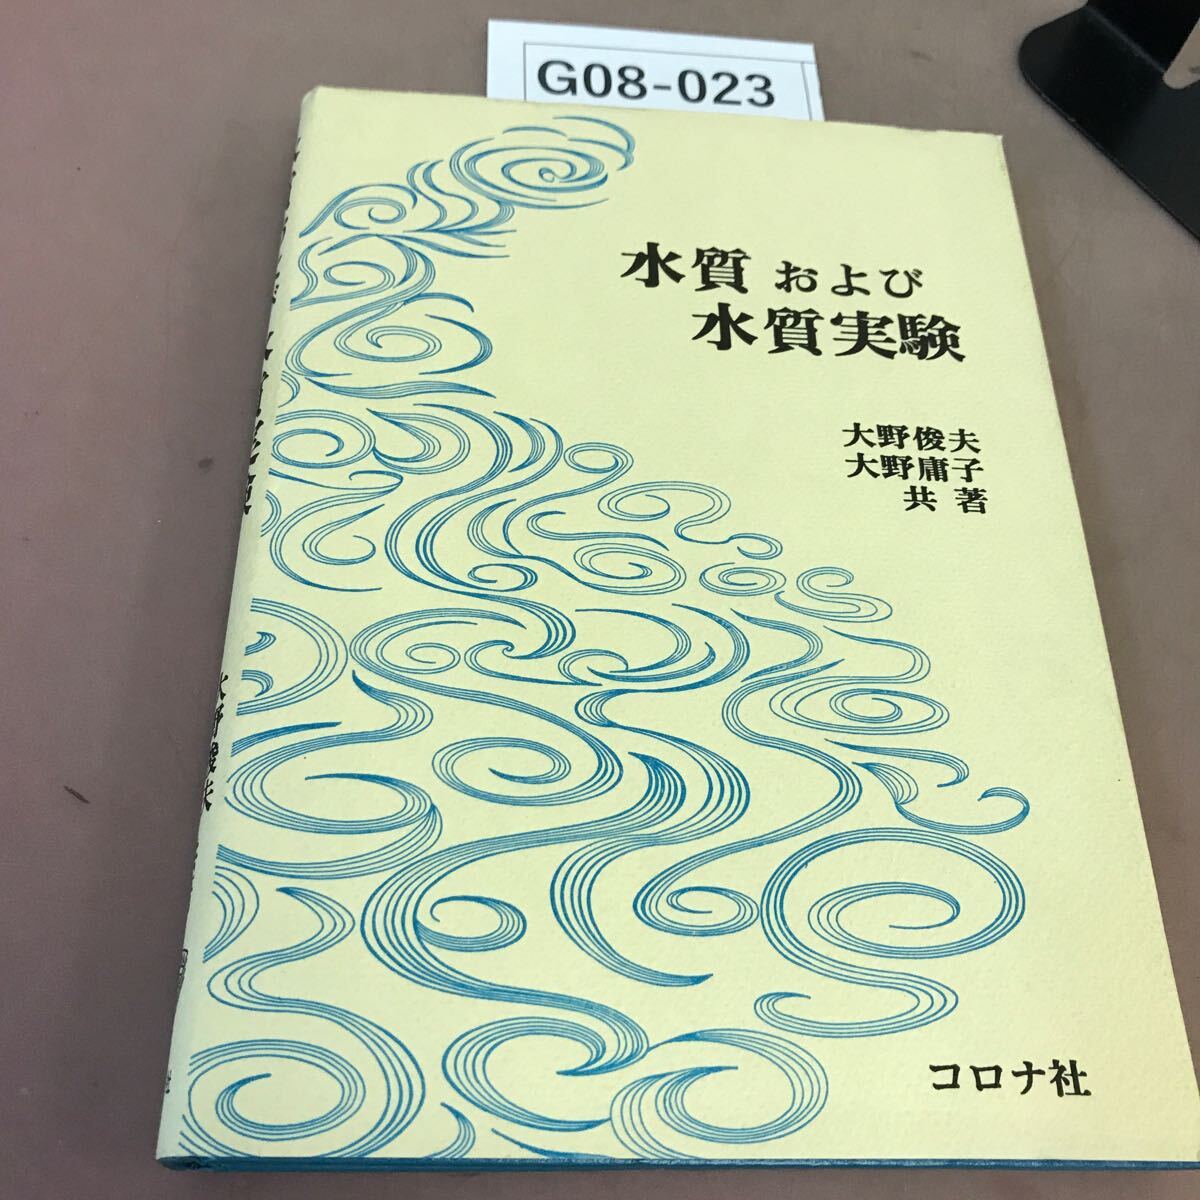 G08-023
水質 および
水質実験
大野俊夫
大野庸子
共 著
コロナ社